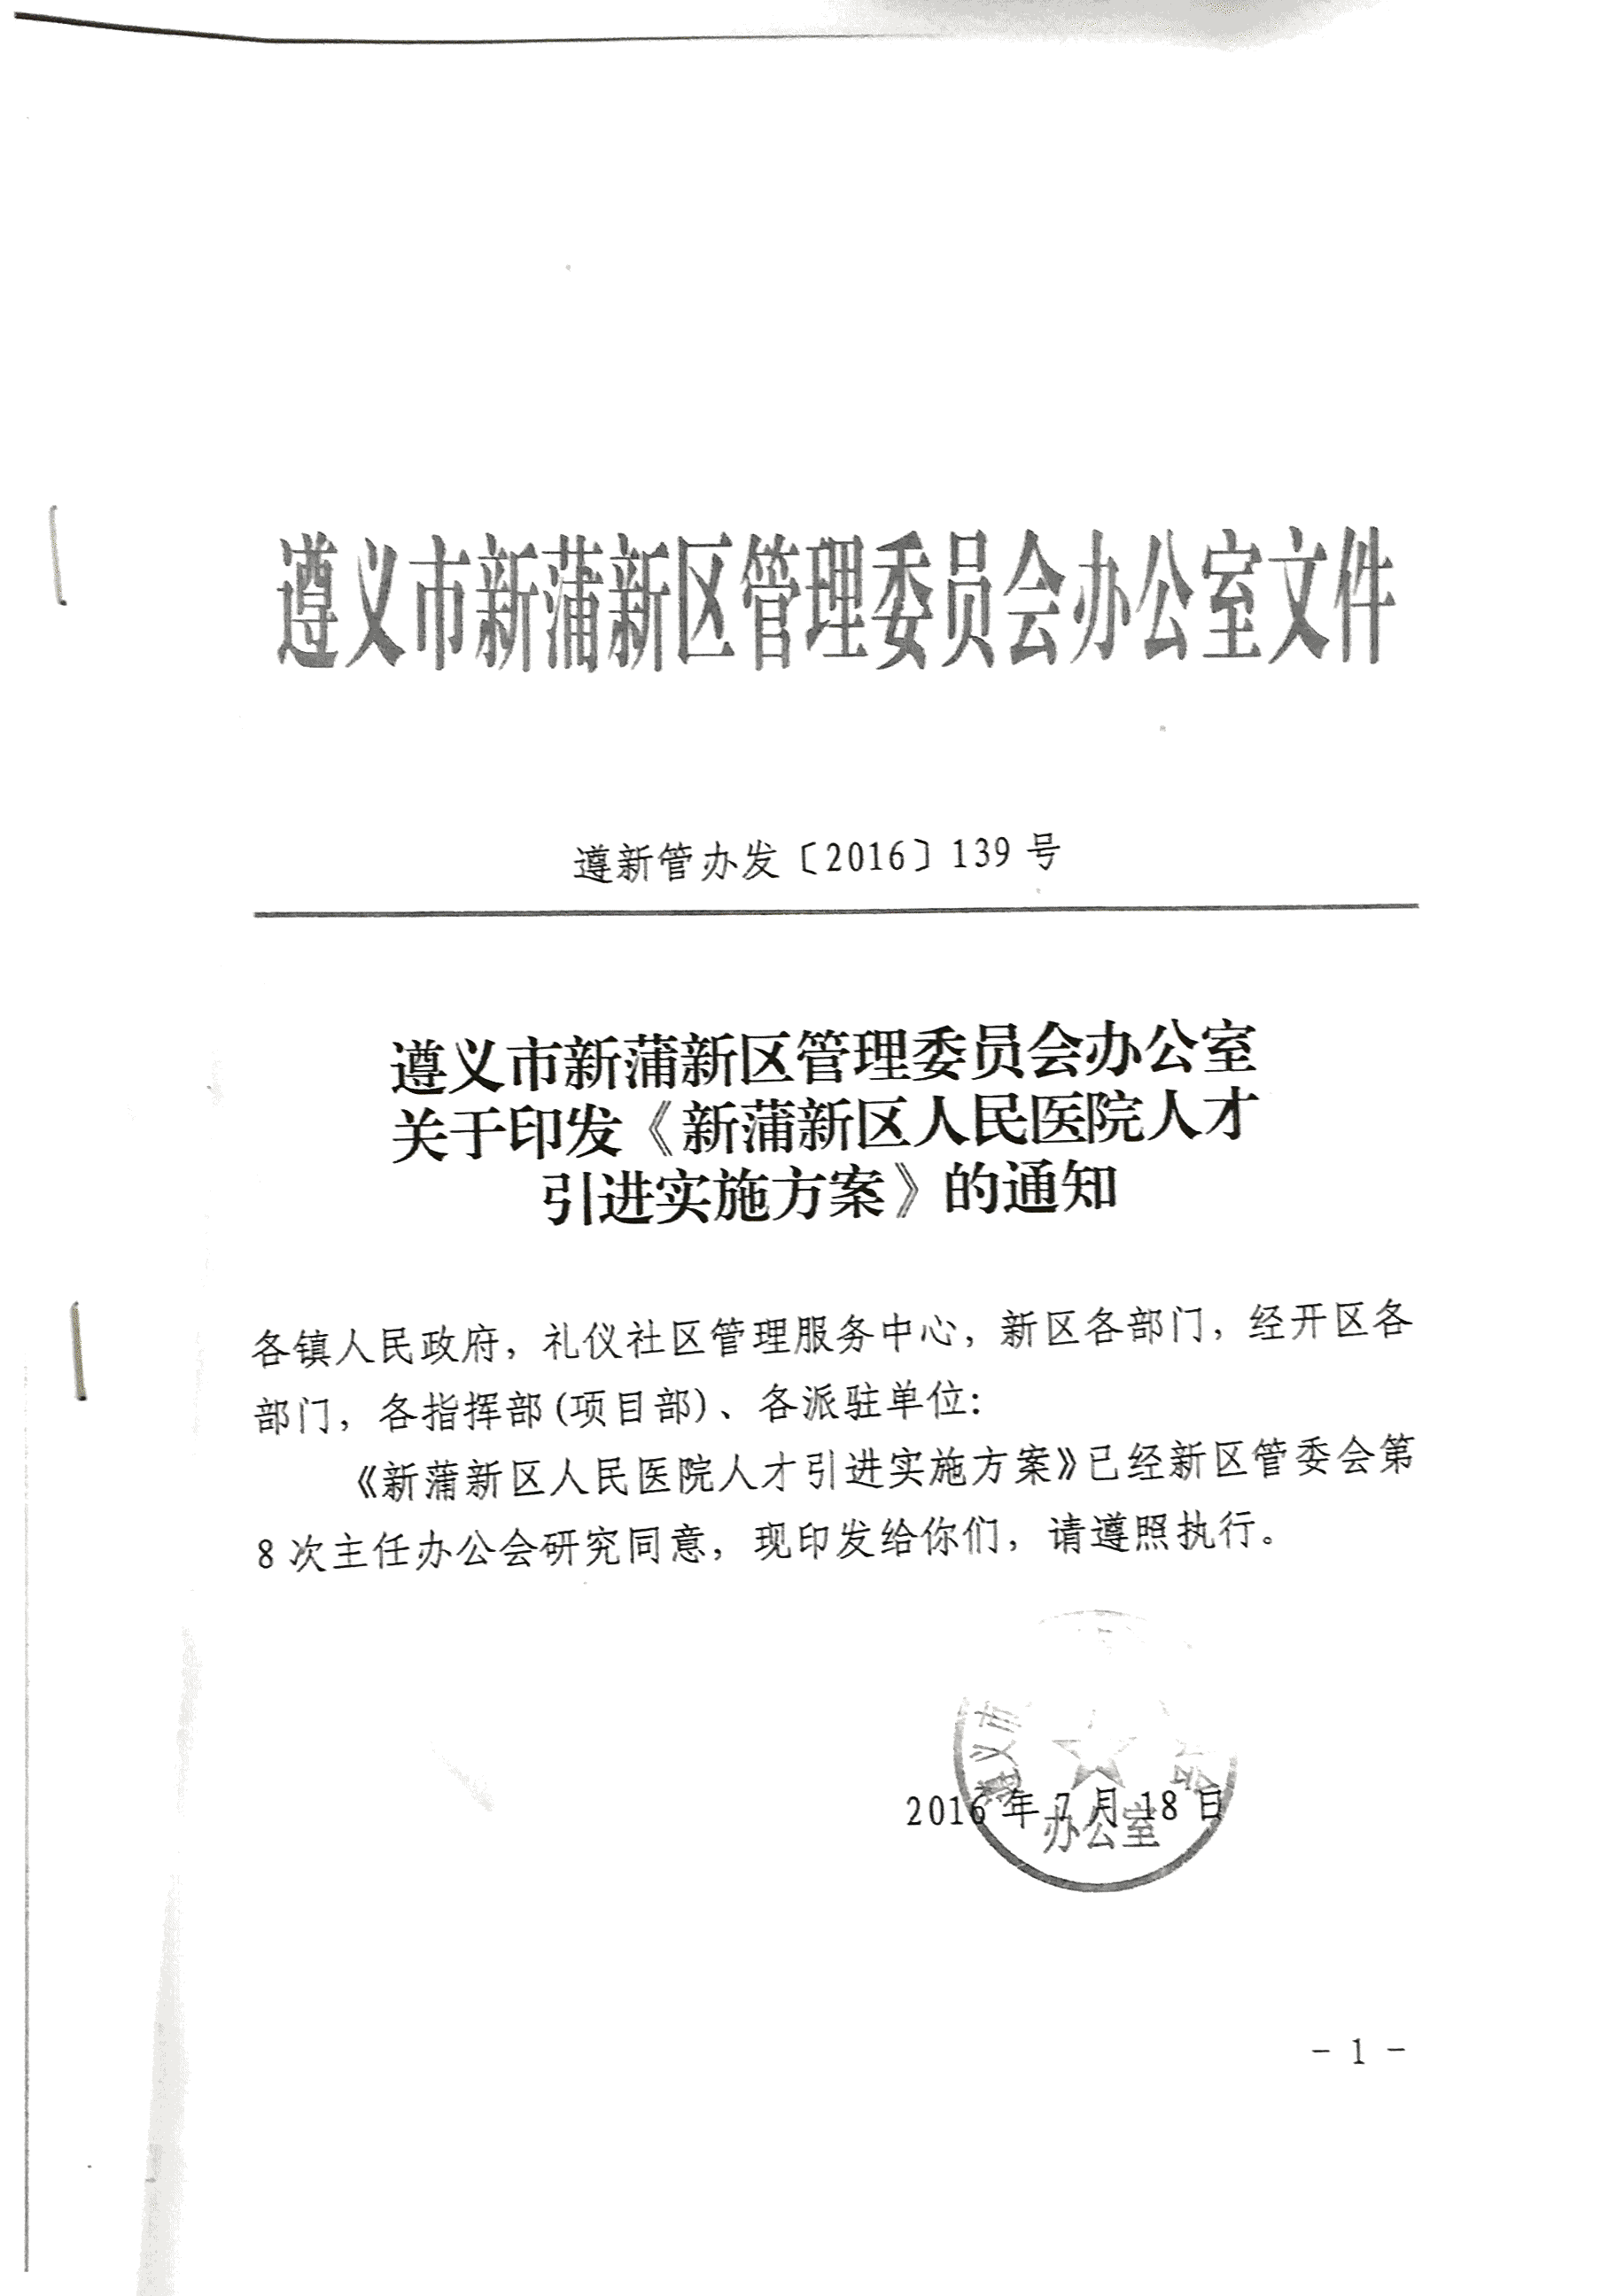 遵义市新蒲新区管理委员会办公室文件
遵新管办发〔2016〕139号
遵义市新蒲新区管理委员会办公室
关于印发《新蒲新区人民医院人才
引进实施方案》的通知
各镇人民政府，礼仪社区管理服务中心，新区各部门，经开区各
部门，各指挥部(项目部)、各派驻单位：
《新蒲新区人民医院人才引进实施方案》已经新区管委会第
8次主任办公会研究同意，现印发给你们，请遵照执行。
遵义市
2016年7月18日
办公室
- 1 -